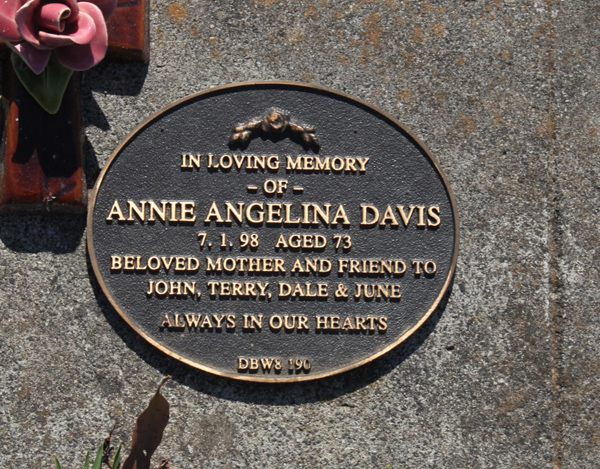 IN LOVING MEMORY
– OF –
ANNIE ANGELINA DAVIS
7. 1. 98 AGED 73
BELOVED MOTHER AND FRIEND TO
JOHN, TERRY, DALE & JUNE
ALWAYS IN OUR HEARTS
DBW8 190